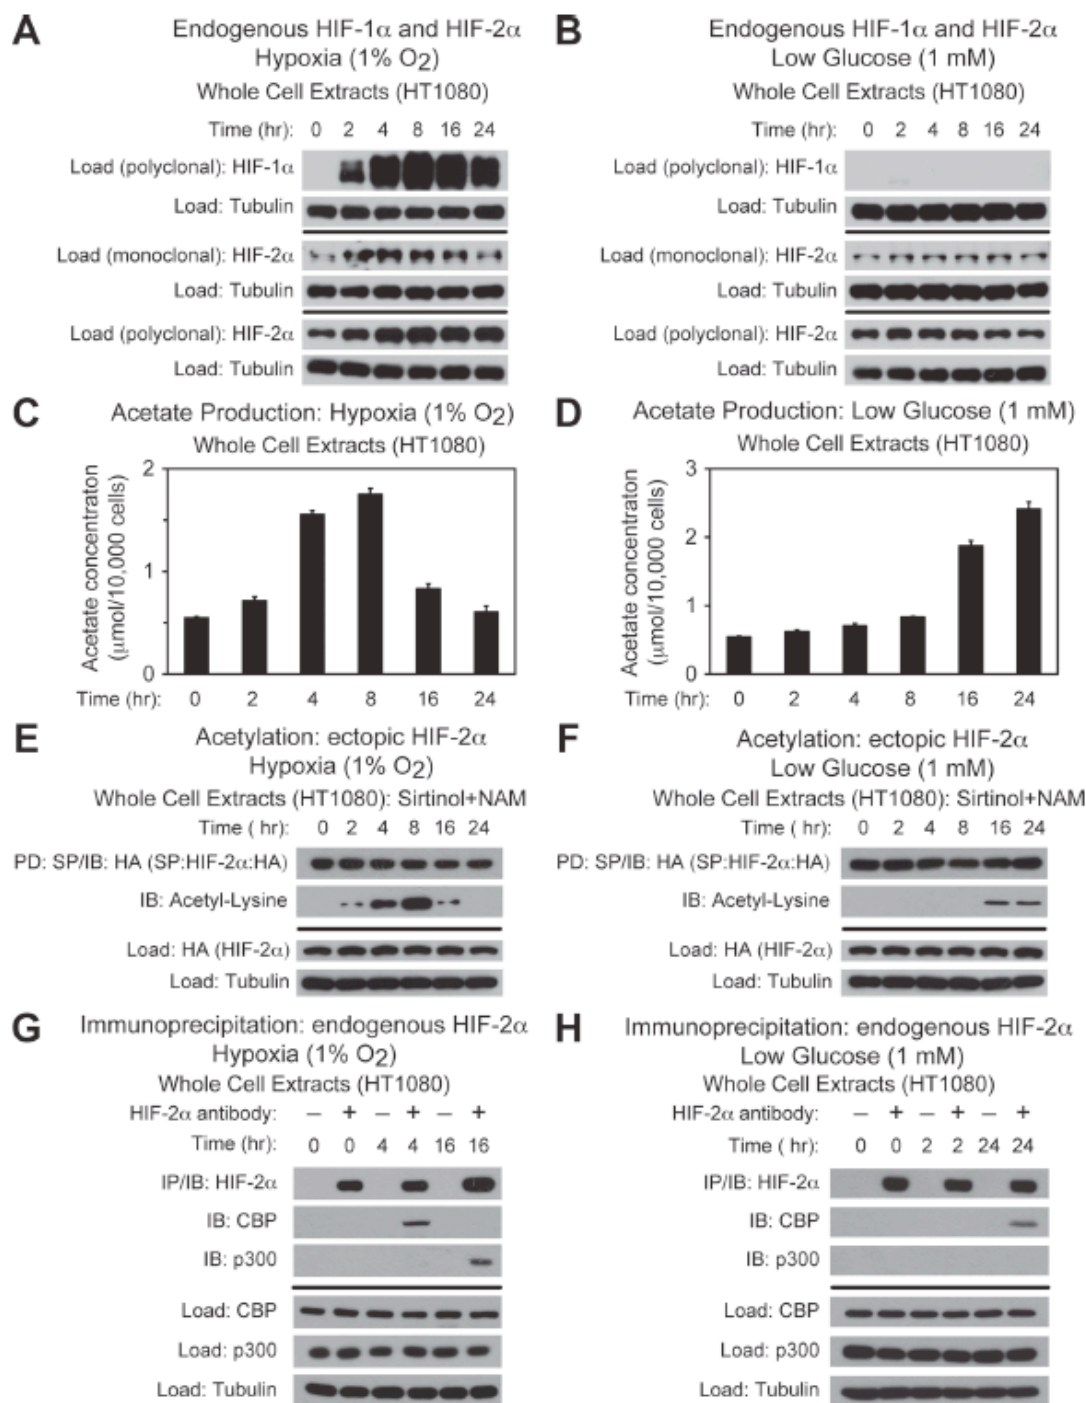 A
Endogenous HIF-1α and HIF-2α
Hypoxia (1% O2)
Whole Cell Extracts (HT1080)
Time (hr): 0 2 4 8 16 24
Load (polyclonal): HIF-1α
Load: Tubulin
Load (monoclonal): HIF-2α
Load: Tubulin
Load (polyclonal): HIF-2α
Load: Tubulin
B
Endogenous HIF-1α and HIF-2α
Low Glucose (1 mM)
Whole Cell Extracts (HT1080)
Time (hr): 0 2 4 8 16 24
Load (polyclonal): HIF-1α
Load: Tubulin
Load (monoclonal): HIF-2α
Load: Tubulin
Load (polyclonal): HIF-2α
Load: Tubulin
C
Acetate Production: Hypoxia (1% O2)
Whole Cell Extracts (HT1080)
Acetate concentraton
(μmol/10,000 cells)
2
1
0
Time (hr): 0 2 4 8 16 24
D
Acetate Production: Low Glucose (1 mM)
Whole Cell Extracts (HT1080)
Acetate concentraton
(μmol/10,000 cells)
3
2
1
0
Time (hr): 0 2 4 8 16 24
E
Acetylation: ectopic HIF-2α
Hypoxia (1% O2)
Whole Cell Extracts (HT1080): Sirtinol+NAM
Time ( hr): 0 2 4 8 16 24
PD: SP/IB: HA (SP:HIF-2α:HA)
IB: Acetyl-Lysine
Load: HA (HIF-2α)
Load: Tubulin
F
Acetylation: ectopic HIF-2α
Low Glucose (1 mM)
Whole Cell Extracts (HT1080): Sirtinol+NAM
Time ( hr): 0 2 4 8 16 24
PD: SP/IB: HA (SP:HIF-2α:HA)
IB: Acetyl-Lysine
Load: HA (HIF-2α)
Load: Tubulin
G
Immunoprecipitation: endogenous HIF-2α
Hypoxia (1% O2)
Whole Cell Extracts (HT1080)
HIF-2α antibody: – + – + – +
Time (hr): 0 0 4 4 16 16
IP/IB: HIF-2α
IB: CBP
IB: p300
Load: CBP
Load: p300
Load: Tubulin
H
Immunoprecipitation: endogenous HIF-2α
Low Glucose (1 mM)
Whole Cell Extracts (HT1080)
HIF-2α antibody: – + – + – +
Time ( hr): 0 0 2 2 24 24
IP/IB: HIF-2α
IB: CBP
IB: p300
Load: CBP
Load: p300
Load: Tubulin